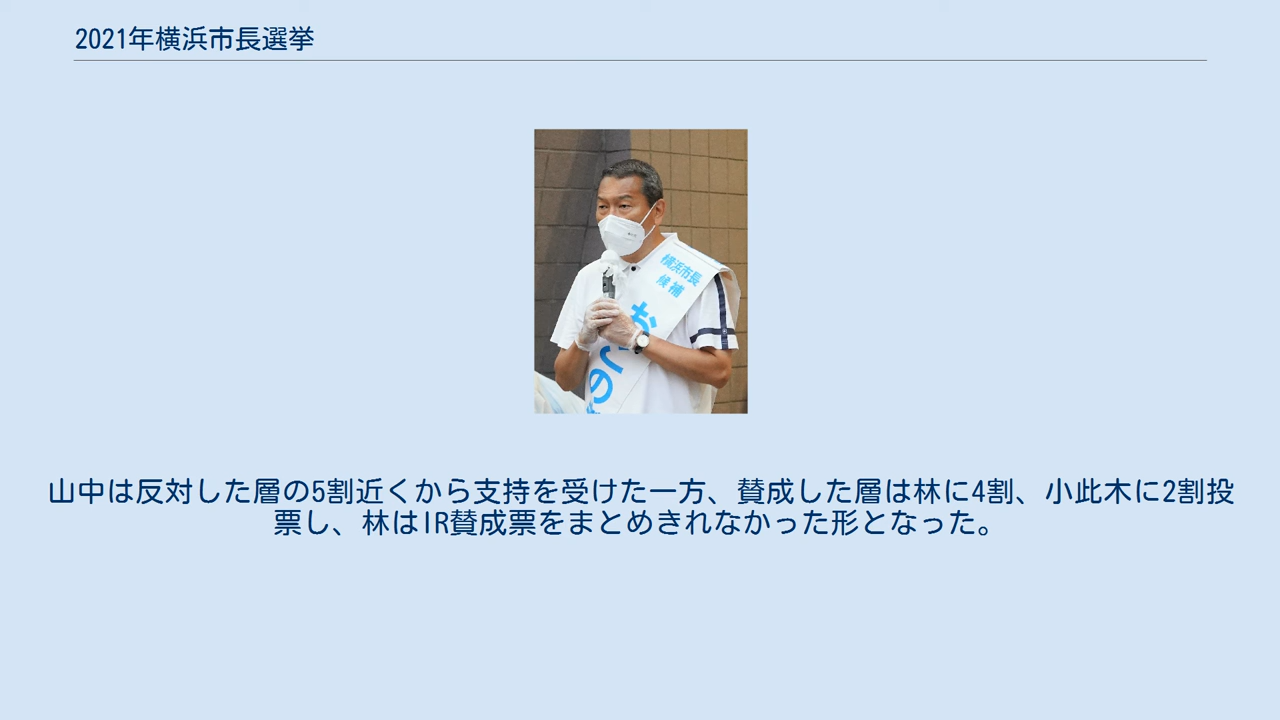 2021年横浜市長選挙
横浜市長
候補
おこの
山中は反対した層の5割近くから支持を受けた一方、賛成した層は林に4割、小此木に2割投
票し、林はIR賛成票をまとめきれなかった形となった。